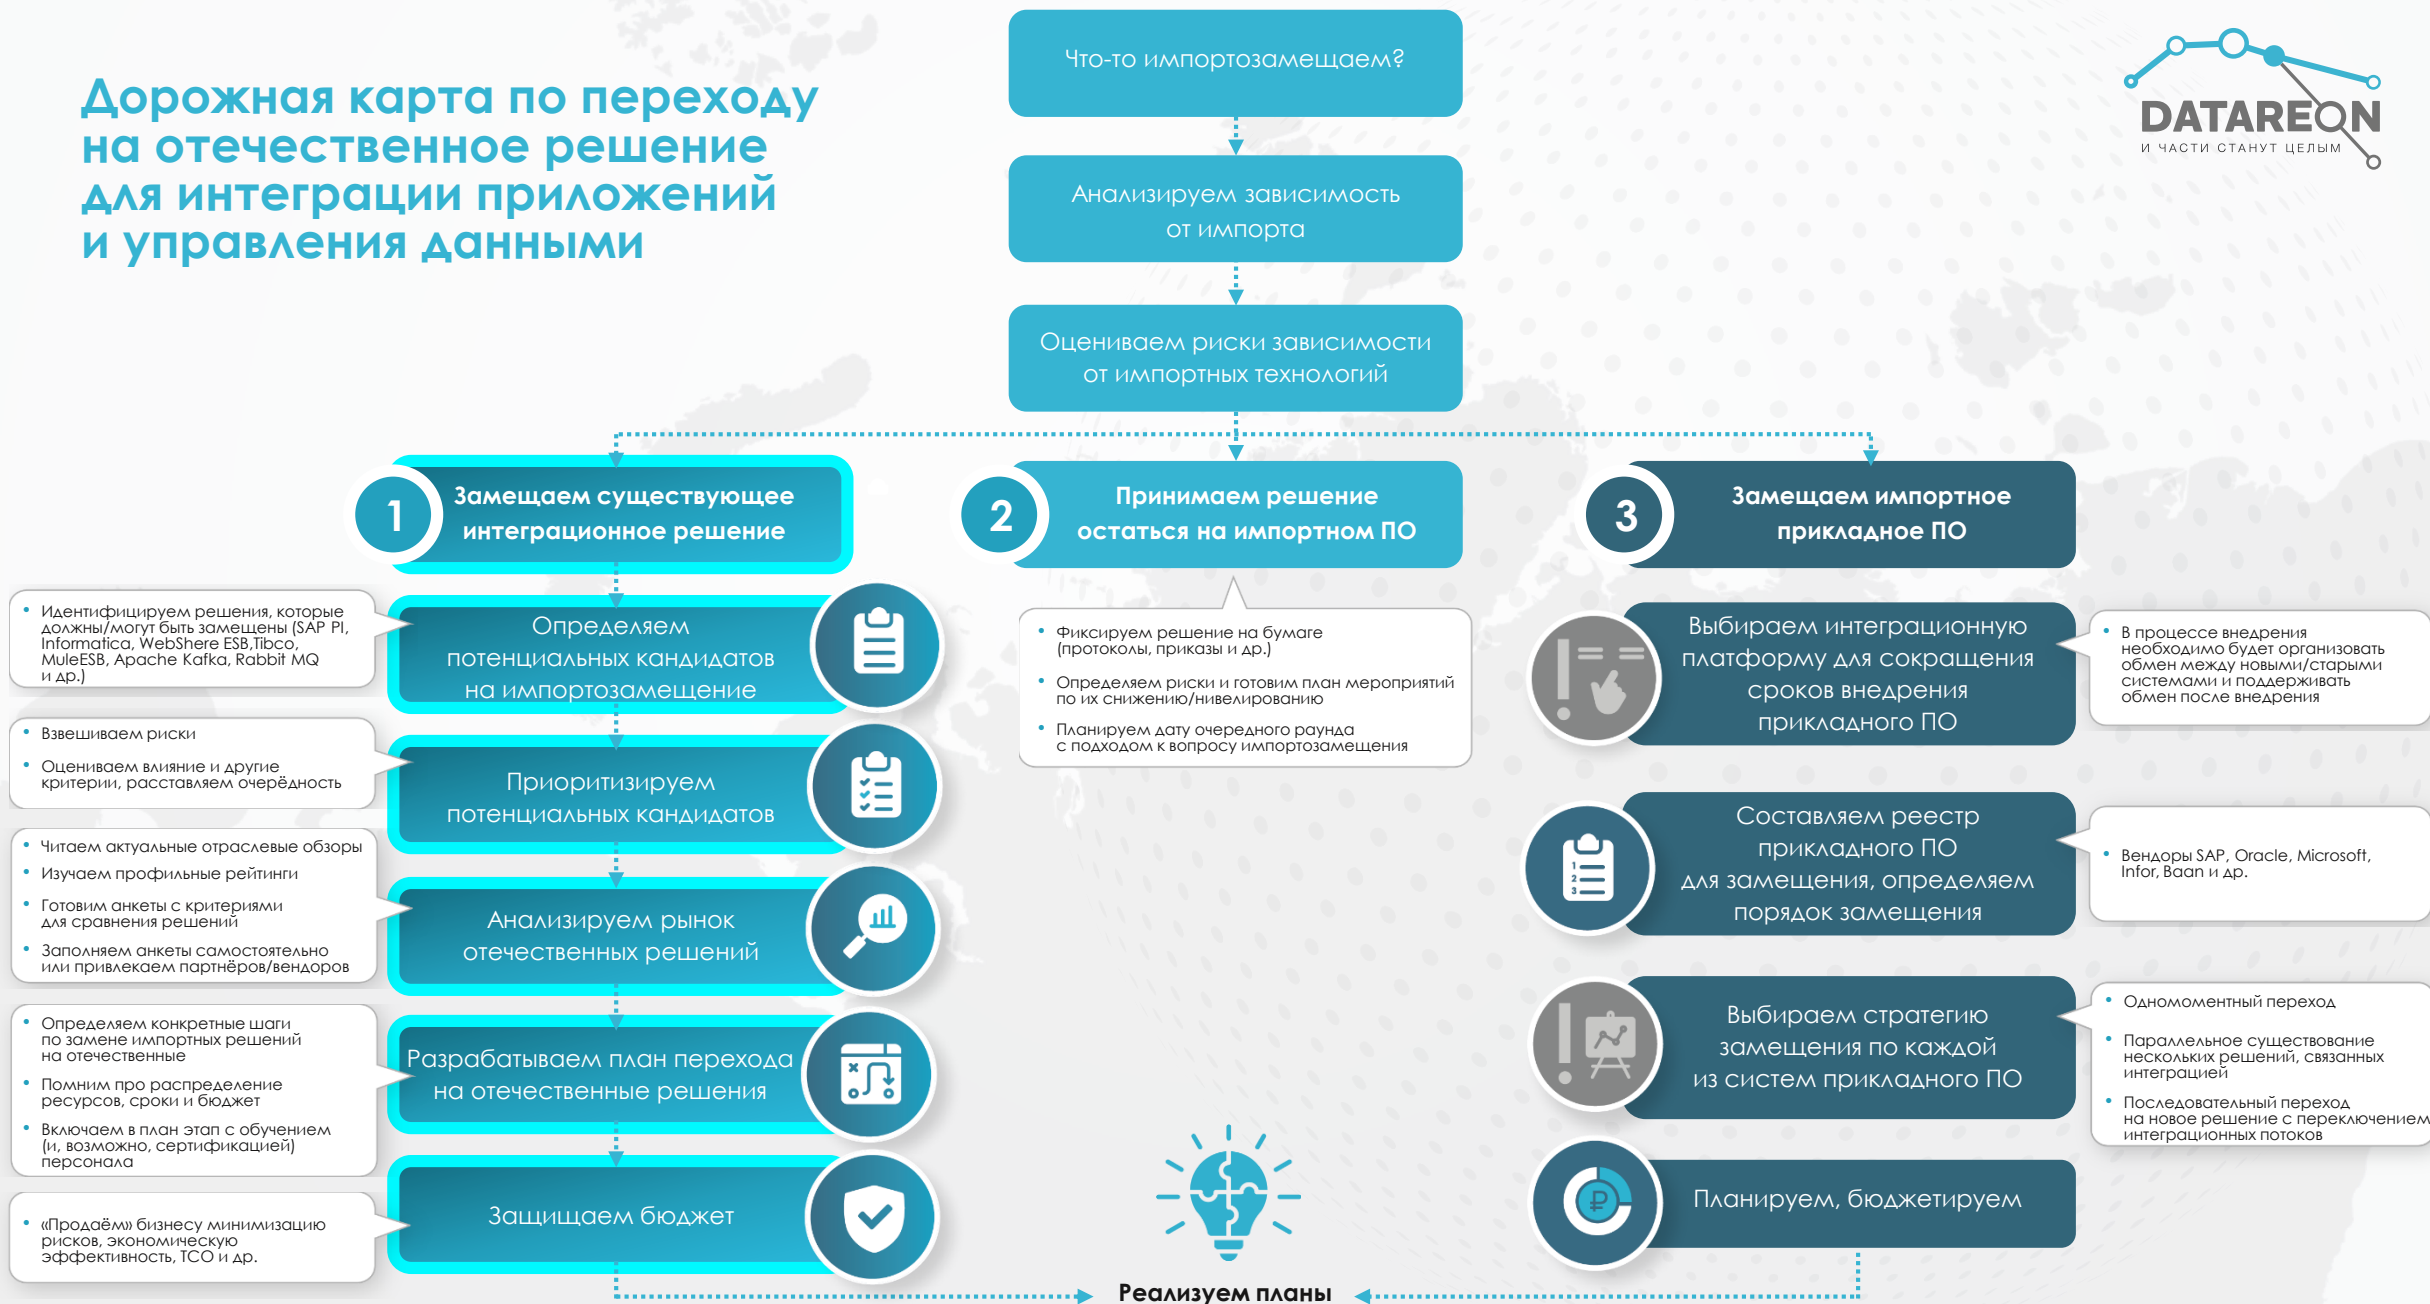 Дорожная карта по переходу
на отечественное решение
для интеграции приложений
и управления данными
Что-то импортозамещаем?
DATAREON
И ЧАСТИ СТАНУТ ЦЕЛЫМ
Анализируем зависимость
от импорта
Оцениваем риски зависимости
от импортных технологий
1
Замещаем существующее
интеграционное решение
• Идентифицируем решения, которые
должны/могут быть замещены (SAP PI,
Informatica, WebShere ESB,Tibco,
MuleESB, Apache Kafka, Rabbit MQ
и др.)
Определяем
потенциальных кандидатов
на импортозамещение
• Взвешиваем риски
• Оцениваем влияние и другие
критерии, расставляем очерёдность
Приоритизируем
потенциальных кандидатов
• Читаем актуальные отраслевые обзоры
• Изучаем профильные рейтинги
• Готовим анкеты с критериями
для сравнения решений
• Заполняем анкеты самостоятельно
или привлекаем партнёров/вендоров
Анализируем рынок
отечественных решений
• Определяем конкретные шаги
по замене импортных решений
на отечественные
• Помним про распределение
ресурсов, сроки и бюджет
• Включаем в план этап с обучением
(и, возможно, сертификацией)
персонала
Разрабатываем план перехода
на отечественные решения
• «Продаём» бизнесу минимизацию
рисков, экономическую
эффективность, ТСО и др.
Защищаем бюджет
2
Принимаем решение
остаться на импортном ПО
• Фиксируем решение на бумаге
(протоколы, приказы и др.)
• Определяем риски и готовим план мероприятий
по их снижению/нивелированию
• Планируем дату очередного раунда
с подходом к вопросу импортозамещения
3
Замещаем импортное
прикладное ПО
Выбираем интеграционную
платформу для сокращения
сроков внедрения
прикладного ПО
• В процессе внедрения
необходимо будет организовать
обмен между новыми/старыми
системами и поддерживать
обмен после внедрения
1
2
3
Составляем реестр
прикладного ПО
для замещения, определяем
порядок замещения
• Вендоры SAP, Oracle, Microsoft,
Infor, Baan и др.
Выбираем стратегию
замещения по каждой
из систем прикладного ПО
• Одномоментный переход
• Параллельное существование
нескольких решений, связанных
интеграцией
• Последовательный переход
на новое решение с переключением
интеграционных потоков
₽
Планируем, бюджетируем
Реализуем планы